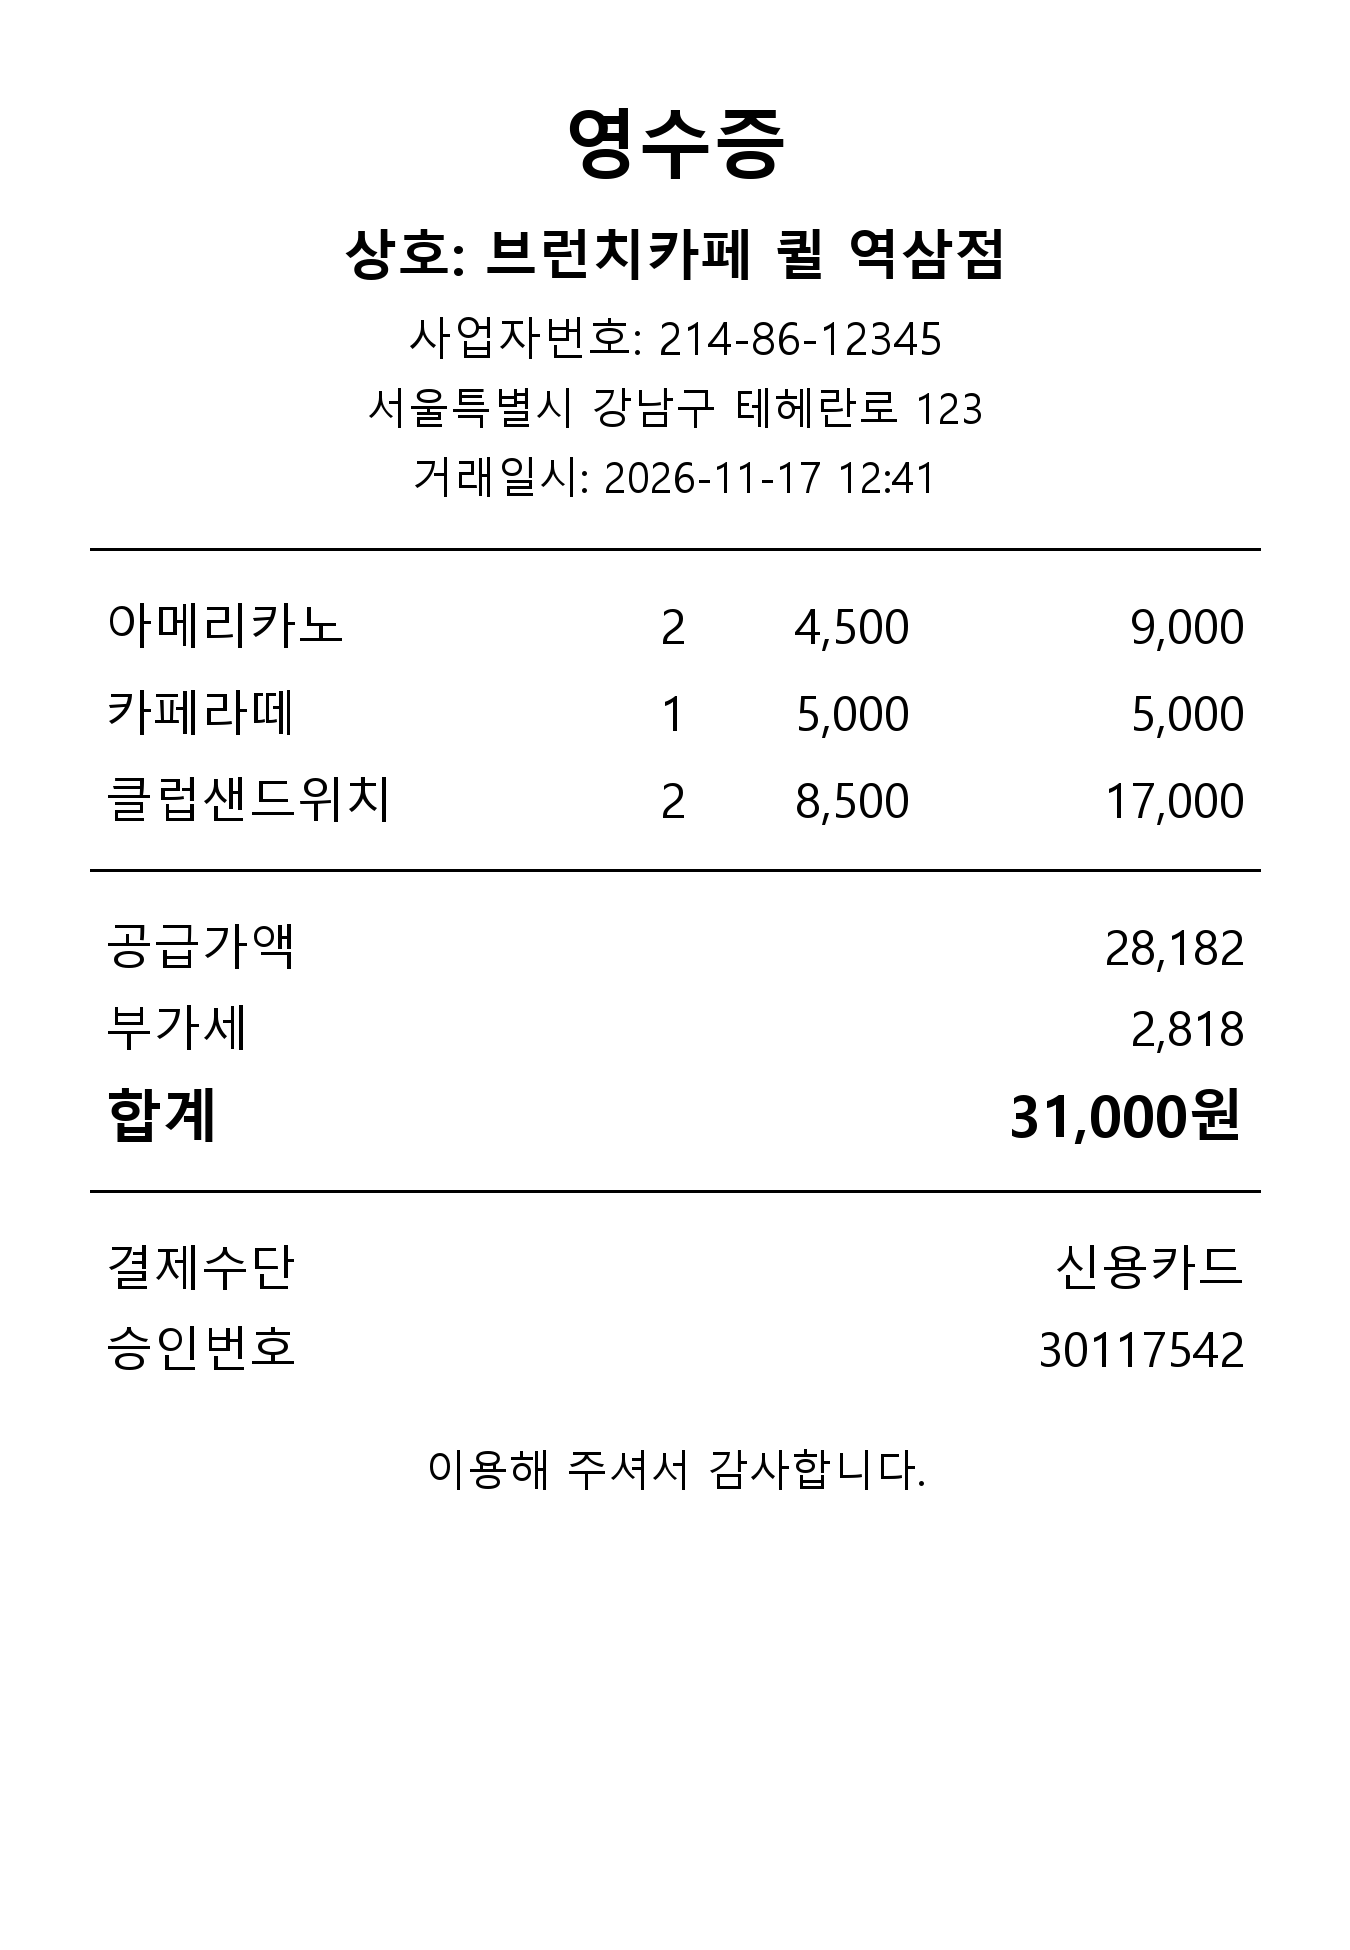 영수증
상호: 브런치카페 퀼 역삼점
사업자번호: 214-86-12345
서울특별시 강남구 테헤란로 123
거래일시: 2026-11-17 12:41
아메리카노 2 4,500 9,000
카페라떼 1 5,000 5,000
클럽샌드위치 2 8,500 17,000
공급가액 28,182
부가세 2,818
합계 31,000원
결제수단 신용카드
승인번호 30117542
이용해 주셔서 감사합니다.